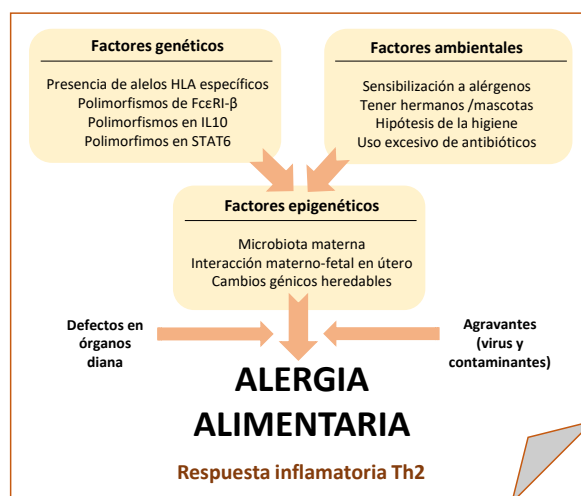 Factores genéticos
Presencia de alelos HLA específicos
Polimorfismos de FcεRI-β
Polimorfismos en IL10
Polimorfimos en STAT6
Factores ambientales
Sensibilización a alérgenos
Tener hermanos /mascotas
Hipótesis de la higiene
Uso excesivo de antibióticos
Factores epigenéticos
Microbiota materna
Interacción materno-fetal en útero
Cambios génicos heredables
Defectos en
órganos
diana
Agravantes
(virus y
contaminantes)
ALERGIA
ALIMENTARIA
Respuesta inflamatoria Th2